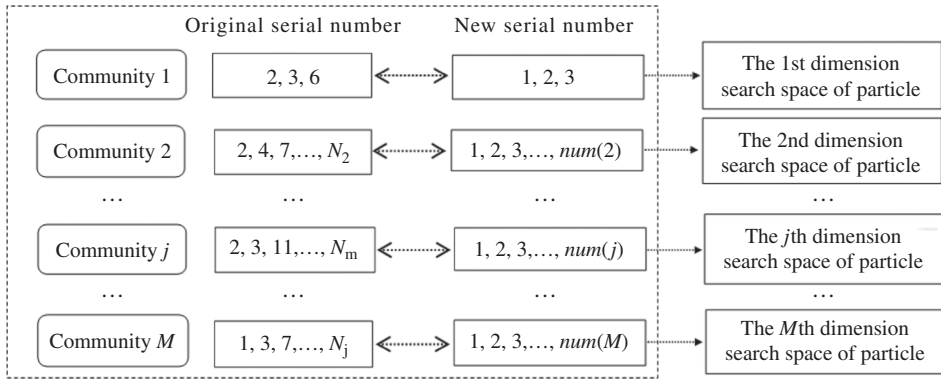 Original serial number New serial number
Community 1 2, 3, 6 1, 2, 3 The 1st dimension
search space of particle
Community 2 2, 4, 7,…, N₂ 1, 2, 3,…, num(2) The 2nd dimension
search space of particle
… … … …
Community j 2, 3, 11,…, Nm 1, 2, 3,…, num(j) The jth dimension
search space of particle
… … … …
Community M 1, 3, 7,…, Nj 1, 2, 3,…, num(M) The Mth dimension
search space of particle